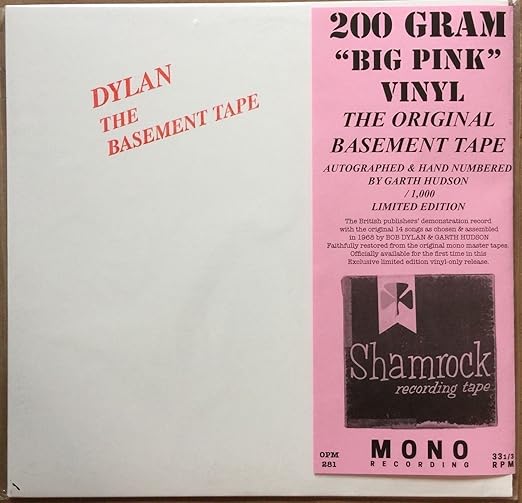 DYLAN
THE
BASEMENT TAPE
200 GRAM
“BIG PINK”
VINYL
THE ORIGINAL
BASEMENT TAPE
AUTOGRAPHED & HAND NUMBERED
BY GARTH HUDSON
/ 1,000
LIMITED EDITION
The British publishers' demonstration record
with the original 14 songs as chosen & assembled
in 1968 by BOB DYLAN & GARTH HUDSON
Faithfully restored from the original mono master tapes.
Officially available for the first time in this
Exclusive limited edition vinyl-only release.
Shamrock
recording tape
OPM
281
MONO
RECORDING
33 1/3
RPM